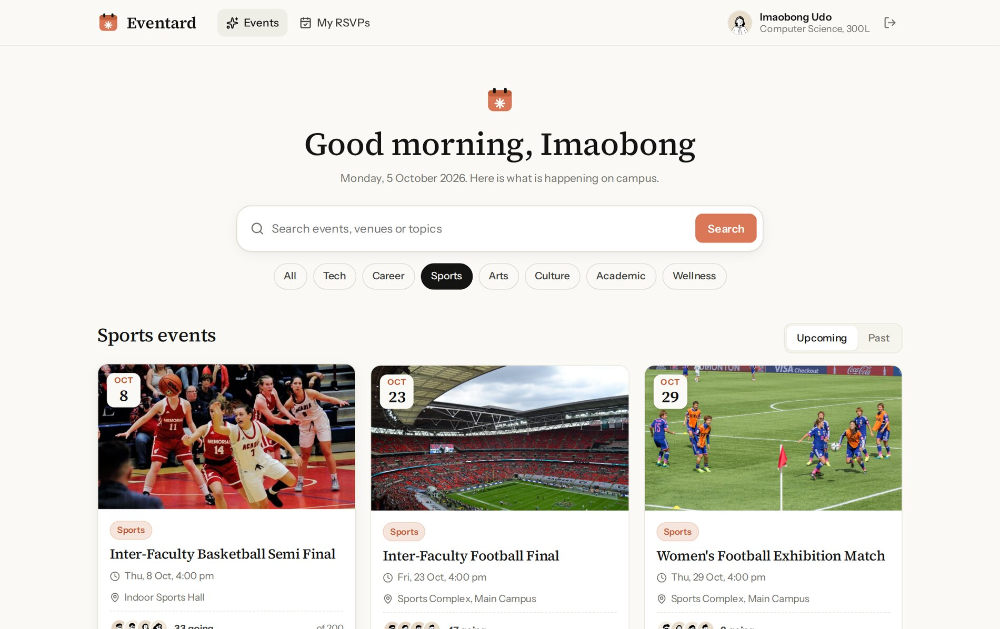 Eventard
Events
My RSVPs
Imaobong Udo
Computer Science, 300L
Good morning, Imaobong
Monday, 5 October 2026. Here is what is happening on campus.
Search events, venues or topics
Search
All
Tech
Career
Sports
Arts
Culture
Academic
Wellness
Sports events
Upcoming
Past
OCT
8
MEMORIAL
11
MEMORIAL
14
ACADIA
ACADIA
OCT
23
OCT
29
EDMONTON
VISA Checkout
Coca-Cola
15
Sports
Inter-Faculty Basketball Semi Final
Thu, 8 Oct, 4:00 pm
Indoor Sports Hall
33 going
of 200
Sports
Inter-Faculty Football Final
Fri, 23 Oct, 4:00 pm
Sports Complex, Main Campus
47 going
Sports
Women's Football Exhibition Match
Thu, 29 Oct, 4:00 pm
Sports Complex, Main Campus